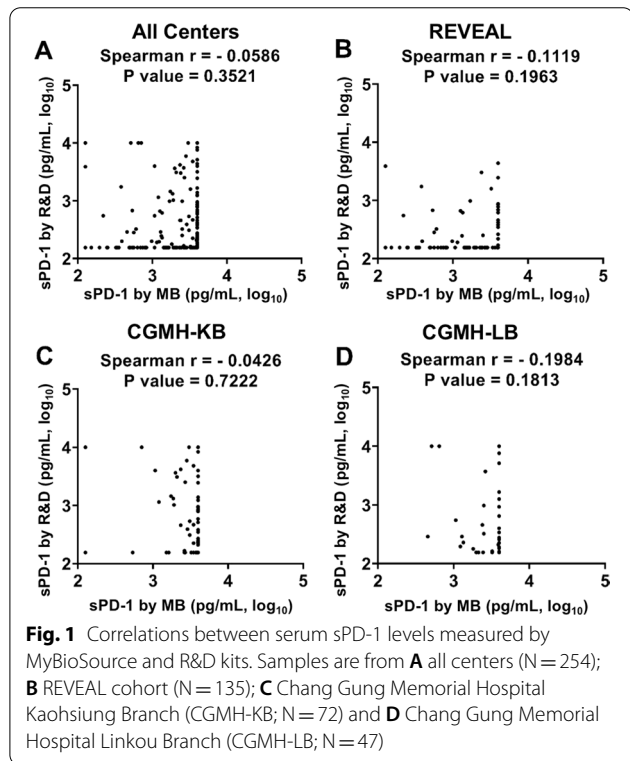 A
All Centers
Spearman r = - 0.0586
P value = 0.3521
sPD-1 by R&D (pg/mL, log10)
5
4
3
2
2 3 4 5
sPD-1 by MB (pg/mL, log10)
B
REVEAL
Spearman r = - 0.1119
P value = 0.1963
sPD-1 by R&D (pg/mL, log10)
5
4
3
2
2 3 4 5
sPD-1 by MB (pg/mL, log10)
C
CGMH-KB
Spearman r = - 0.0426
P value = 0.7222
sPD-1 by R&D (pg/mL, log10)
5
4
3
2
2 3 4 5
sPD-1 by MB (pg/mL, log10)
D
CGMH-LB
Spearman r = - 0.1984
P value = 0.1813
sPD-1 by R&D (pg/mL, log10)
5
4
3
2
2 3 4 5
sPD-1 by MB (pg/mL, log10)
Fig. 1 Correlations between serum sPD-1 levels measured by
MyBioSource and R&D kits. Samples are from A all centers (N = 254);
B REVEAL cohort (N = 135); C Chang Gung Memorial Hospital
Kaohsiung Branch (CGMH-KB; N = 72) and D Chang Gung Memorial
Hospital Linkou Branch (CGMH-LB; N = 47)